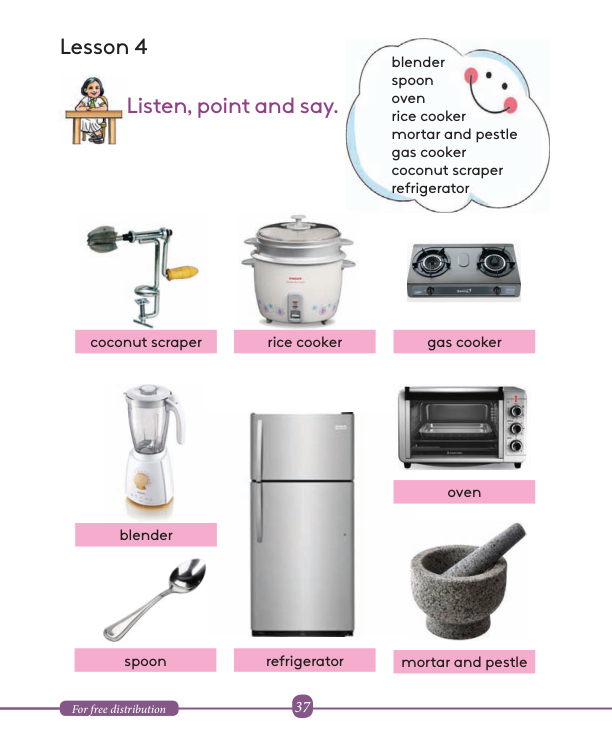 Lesson 4
Listen, point and say.
blender
spoon
oven
rice cooker
mortar and pestle
gas cooker
coconut scraper
refrigerator
coconut scraper
rice cooker
gas cooker
blender
oven
spoon
refrigerator
mortar and pestle
For free distribution
37